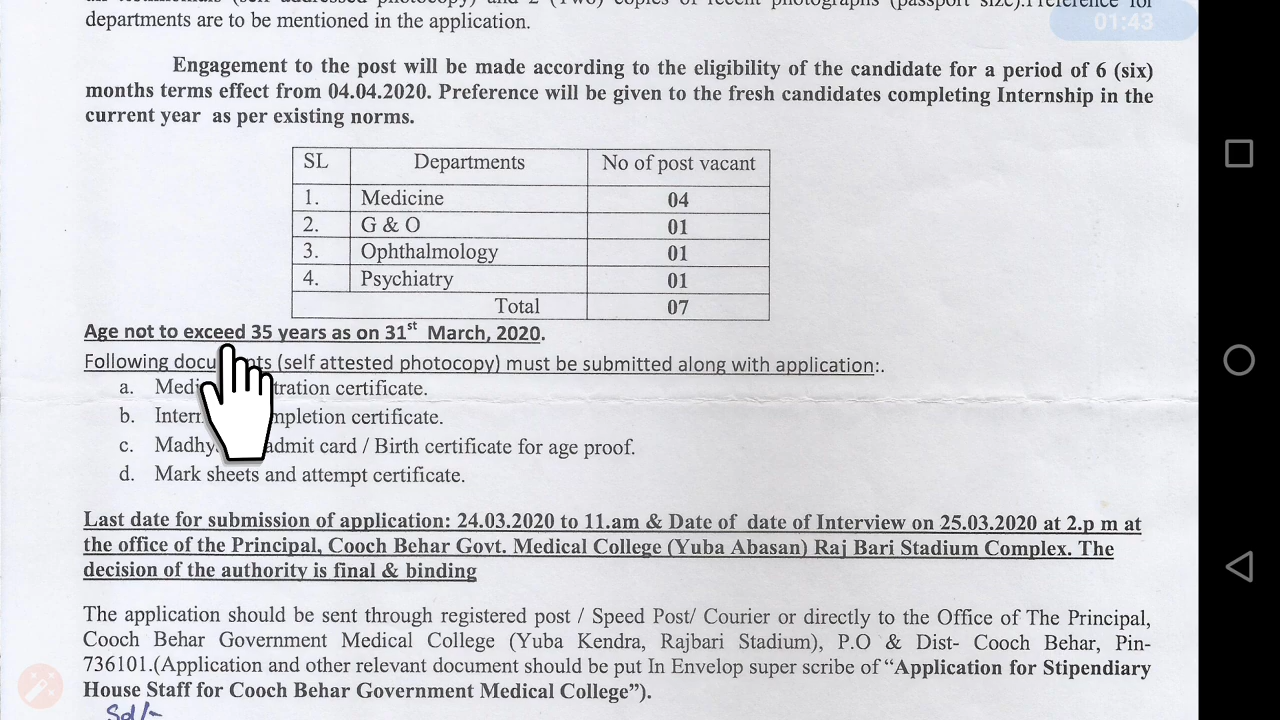 departments are to be mentioned in the application.
01:43
Engagement to the post will be made according to the eligibility of the candidate for a period of 6 (six)
months terms effect from 04.04.2020. Preference will be given to the fresh candidates completing Internship in the
current year as per existing norms.
SL Departments No of post vacant
1. Medicine 04
2. G & O 01
3. Ophthalmology 01
4. Psychiatry 01
Total 07
Age not to exceed 35 years as on 31st March, 2020.
Following (self attested photocopy) must be submitted along with application:.
a. certificate.
b. certificate.
c. admit card / Birth certificate for age proof.
d. Mark sheets and attempt certificate.
Last date for submission of application: 24.03.2020 to 11.am & Date of date of Interview on 25.03.2020 at 2.p m at
the office of the Principal, Cooch Behar Govt. Medical College (Yuba Abasan) Raj Bari Stadium Complex. The
decision of the authority is final & binding
The application should be sent through registered post / Speed Post/ Courier or directly to the Office of The Principal,
Cooch Behar Government Medical College (Yuba Kendra, Rajbari Stadium), P.O & Dist- Cooch Behar, Pin-
736101.(Application and other relevant document should be put In Envelop super scribe of “Application for Stipendiary
House Staff for Cooch Behar Government Medical College”).
Sd/-